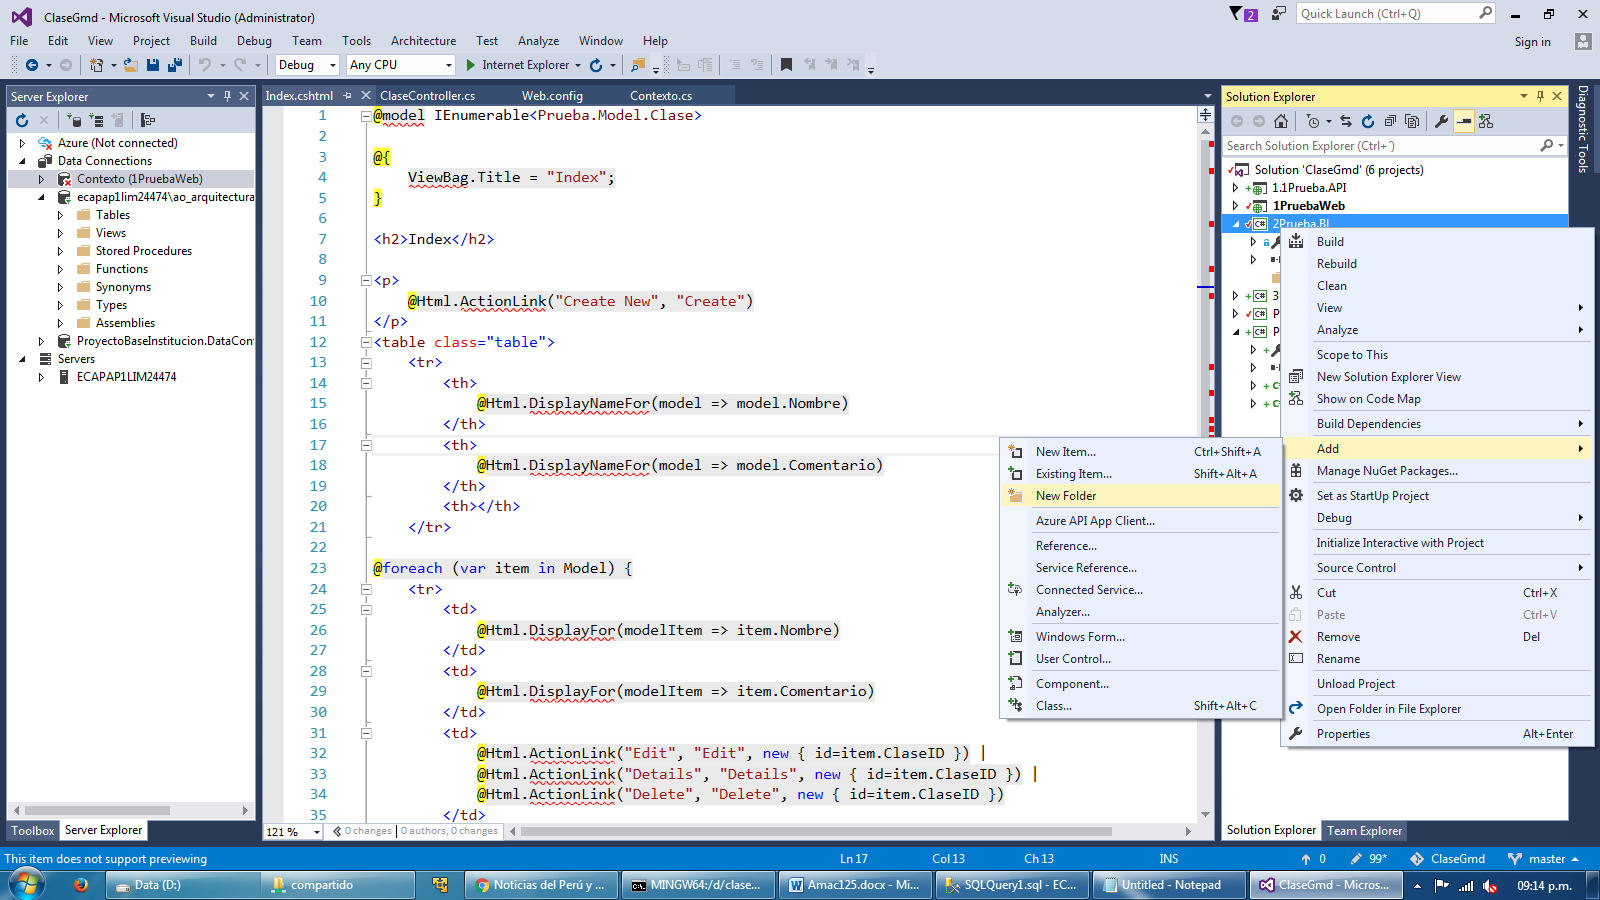 ClaseGmd - Microsoft Visual Studio (Administrator)
2
Quick Launch (Ctrl+Q)
File Edit View Project Build Debug Team Tools Architecture Test Analyze Window Help
Sign in
Debug Any CPU Internet Explorer
Server Explorer
Azure (Not connected)
Data Connections
Contexto (1PruebaWeb)
ecapap1lim24474\ao_arquitectura
Tables
Views
Stored Procedures
Functions
Synonyms
Types
Assemblies
ProyectoBaseInstitucion.DataCont
Servers
ECAPAP1LIM24474
Toolbox Server Explorer
Index.cshtml ClaseController.cs Web.config Contexto.cs
1 @model IEnumerable<Prueba.Model.Clase>
2
3 @{
4 ViewBag.Title = "Index";
5 }
6
7 <h2>Index</h2>
8
9 <p>
10 @Html.ActionLink("Create New", "Create")
11 </p>
12 <table class="table">
13 <tr>
14 <th>
15 @Html.DisplayNameFor(model => model.Nombre)
16 </th>
17 <th>
18 @Html.DisplayNameFor(model => model.Comentario)
19 </th>
20 <th></th>
21 </tr>
22
23 @foreach (var item in Model) {
24 <tr>
25 <td>
26 @Html.DisplayFor(modelItem => item.Nombre)
27 </td>
28 <td>
29 @Html.DisplayFor(modelItem => item.Comentario)
30 </td>
31 <td>
32 @Html.ActionLink("Edit", "Edit", new { id=item.ClaseID }) |
33 @Html.ActionLink("Details", "Details", new { id=item.ClaseID }) |
34 @Html.ActionLink("Delete", "Delete", new { id=item.ClaseID })
35 </td>
121 % 0 changes | 0 authors, 0 changes
Solution Explorer
Search Solution Explorer (Ctrl+´)
Solution 'ClaseGmd' (6 projects)
1.1Prueba.API
1PruebaWeb
2Prueba.BL
3
P
P
Diagnostic Tools
Build
Rebuild
Clean
View
Analyze
Scope to This
New Solution Explorer View
Show on Code Map
Build Dependencies
Add
Manage NuGet Packages...
Set as StartUp Project
Debug
Initialize Interactive with Project
Source Control
Cut Ctrl+X
Paste Ctrl+V
Remove Del
Rename
Unload Project
Open Folder in File Explorer
Properties Alt+Enter
New Item... Ctrl+Shift+A
Existing Item... Shift+Alt+A
New Folder
Azure API App Client...
Reference...
Service Reference...
Connected Service...
Analyzer...
Windows Form...
User Control...
Component...
Class... Shift+Alt+C
Solution Explorer Team Explorer
This item does not support previewing Ln 17 Col 13 Ch 13 INS 0 99* ClaseGmd master
Data (D:) compartido Noticias del Perú y ... MINGW64:/d/clase... Amac125.docx - Mi... SQLQuery1.sql - EC... Untitled - Notepad ClaseGmd - Micros... 09:14 p.m.